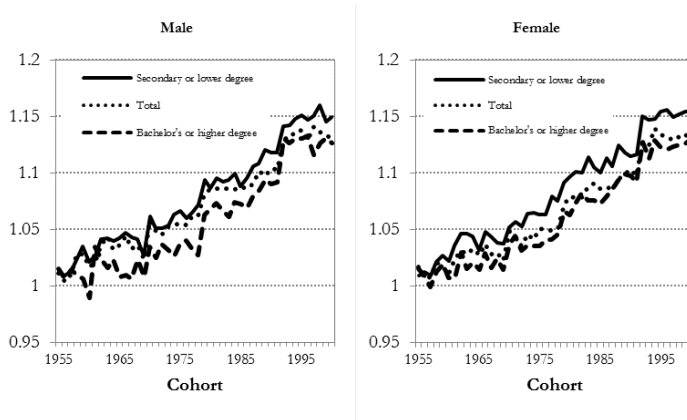 Male
1.2
1.15
1.1
1.05
1
0.95
Secondary or lower degree
Total
Bachelor's or higher degree
1955 1965 1975 1985 1995
Cohort
Female
1.2
1.15
1.1
1.05
1
0.95
Secondary or lower degree
Total
Bachelor's or higher degree
1955 1965 1975 1985 1995
Cohort